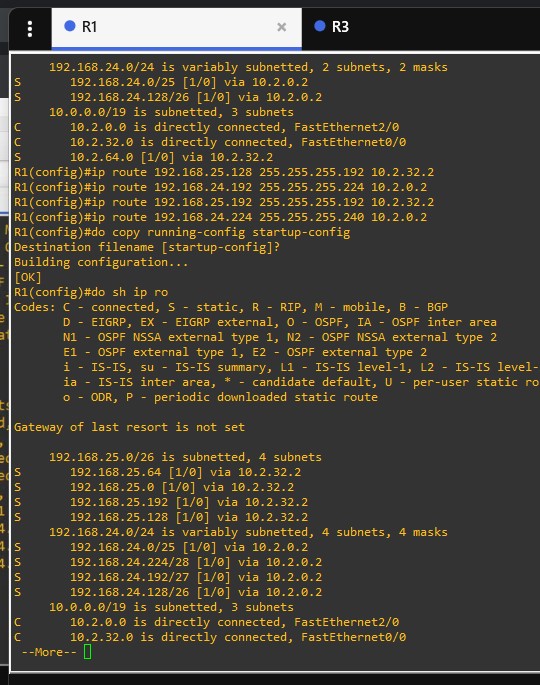 R1
R3
192.168.24.0/24 is variably subnetted, 2 subnets, 2 masks
S 192.168.24.0/25 [1/0] via 10.2.0.2
S 192.168.24.128/26 [1/0] via 10.2.0.2
10.0.0.0/19 is subnetted, 3 subnets
C 10.2.0.0 is directly connected, FastEthernet2/0
C 10.2.32.0 is directly connected, FastEthernet0/0
S 10.2.64.0 [1/0] via 10.2.32.2
R1(config)#ip route 192.168.25.128 255.255.255.192 10.2.32.2
R1(config)#ip route 192.168.24.192 255.255.255.224 10.2.0.2
R1(config)#ip route 192.168.25.192 255.255.255.192 10.2.32.2
R1(config)#ip route 192.168.24.224 255.255.255.240 10.2.0.2
R1(config)#do copy running-config startup-config
Destination filename [startup-config]?
Building configuration...
[OK]
R1(config)#do sh ip ro
Codes: C - connected, S - static, R - RIP, M - mobile, B - BGP
D - EIGRP, EX - EIGRP external, O - OSPF, IA - OSPF inter area
N1 - OSPF NSSA external type 1, N2 - OSPF NSSA external type 2
E1 - OSPF external type 1, E2 - OSPF external type 2
i - IS-IS, su - IS-IS summary, L1 - IS-IS level-1, L2 - IS-IS level-
ia - IS-IS inter area, * - candidate default, U - per-user static ro
o - ODR, P - periodic downloaded static route
Gateway of last resort is not set
192.168.25.0/26 is subnetted, 4 subnets
S 192.168.25.64 [1/0] via 10.2.32.2
S 192.168.25.0 [1/0] via 10.2.32.2
S 192.168.25.192 [1/0] via 10.2.32.2
S 192.168.25.128 [1/0] via 10.2.32.2
192.168.24.0/24 is variably subnetted, 4 subnets, 4 masks
S 192.168.24.0/25 [1/0] via 10.2.0.2
S 192.168.24.224/28 [1/0] via 10.2.0.2
S 192.168.24.192/27 [1/0] via 10.2.0.2
S 192.168.24.128/26 [1/0] via 10.2.0.2
10.0.0.0/19 is subnetted, 3 subnets
C 10.2.0.0 is directly connected, FastEthernet2/0
C 10.2.32.0 is directly connected, FastEthernet0/0
--More--